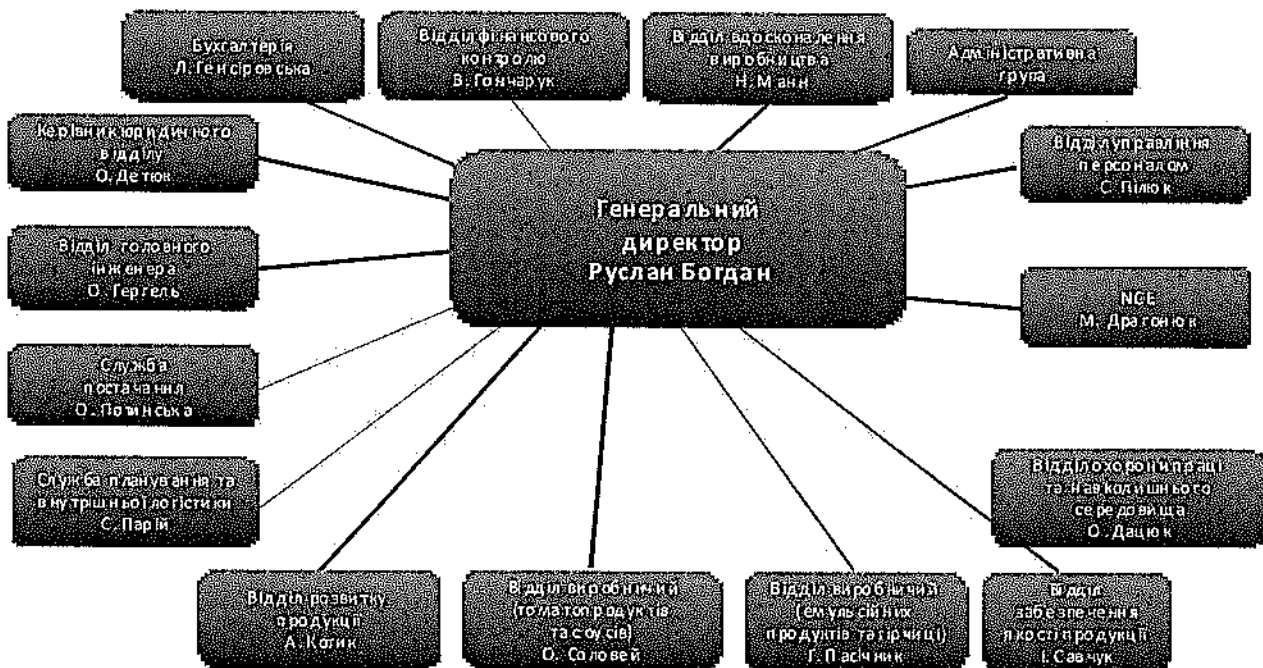 Бухгалтерія
Л. Генсіровська
Відділ фінансового
контролю
В. Гончарук
Відділ вдосконалення
виробництва
Н. Манн
Адміністративна
група
Керівник юридичного
відділу
О. Детюк
Відділ управління
персоналом
С. Пілюк
Генеральний
директор
Руслан Богдан
Відділ головного
інженера
О. Гергель
NCE
М. Драгонюк
Служба
постачання
О. Потинська
Служба планування та
внутрішньої логістики
С. Парій
Відділ охорони праці
та навколишнього
середовища
О. Дацюк
Відділ розвитку
продукції
А. Котик
Відділ виробничий
(томатопродуктів
та соусів)
О. Соловей
Відділ виробничий
(емульсійних
продуктів та гірчиці)
Г. Пасічник
Відділ
забезпечення
якості продукції
І. Савчук